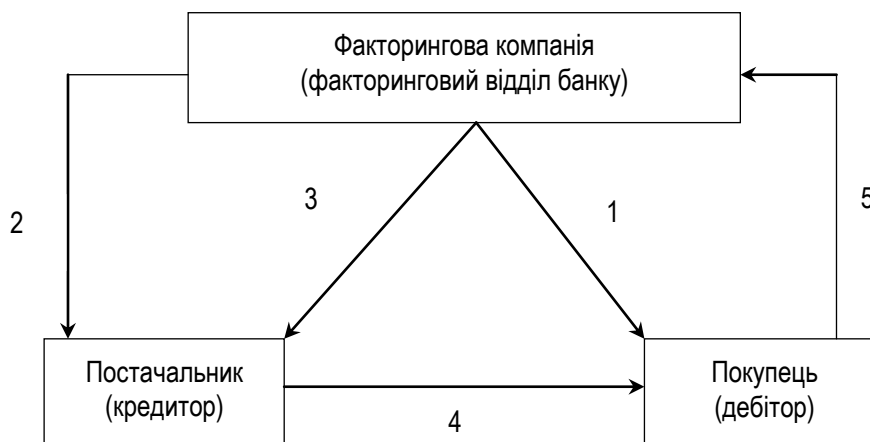 Факторингова компанія
(факторинговий відділ банку)
2
3
1
5
Постачальник
(кредитор)
4
Покупець
(дебітор)